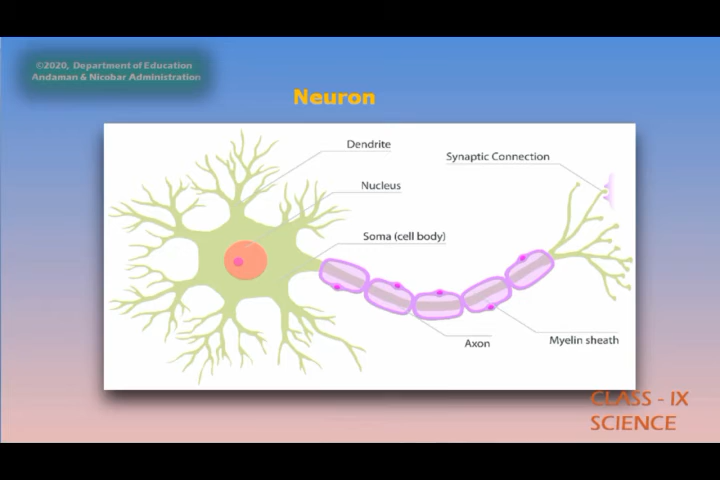 ©2020, Department of Education
Andaman & Nicobar Administration
Neuron
Dendrite
Synaptic Connection
Nucleus
Soma (cell body)
Axon
Myelin sheath
CLASS - IX
SCIENCE